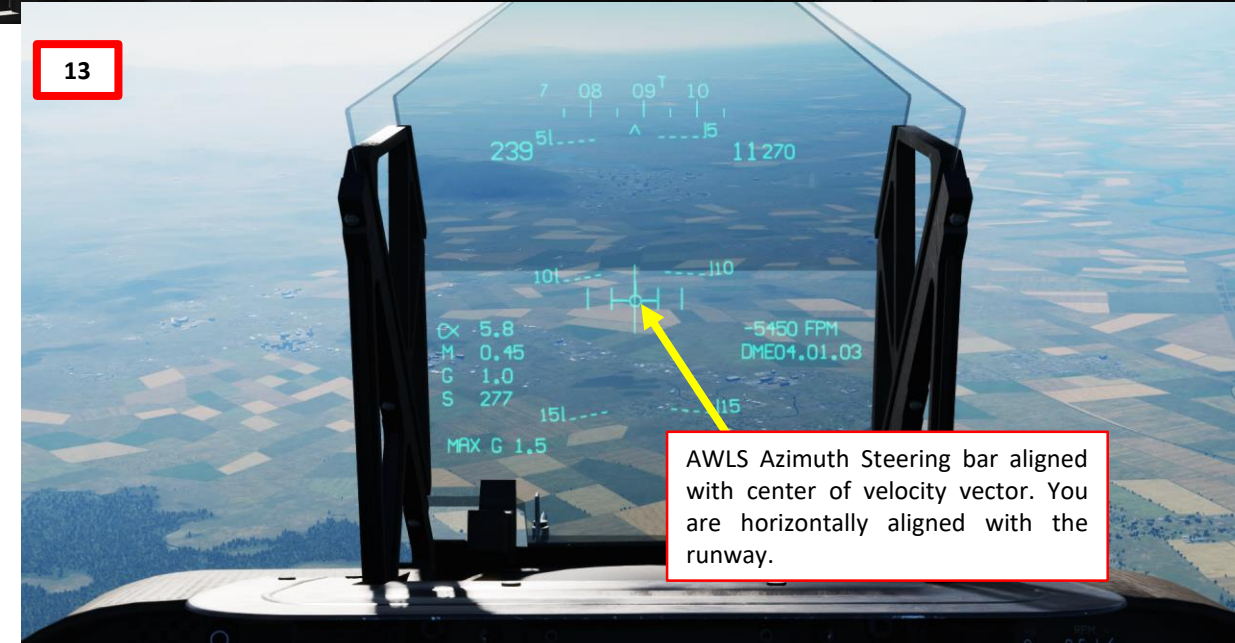 13
7 08 09ᵀ 10
5 5
239 11270
10 10
α 5.8 -5450 FPM
M 0.45 DME04.01.03
G 1.0
S 277
15 15
MAX G 1.5
AWLS Azimuth Steering bar aligned
with center of velocity vector. You
are horizontally aligned with the
runway.